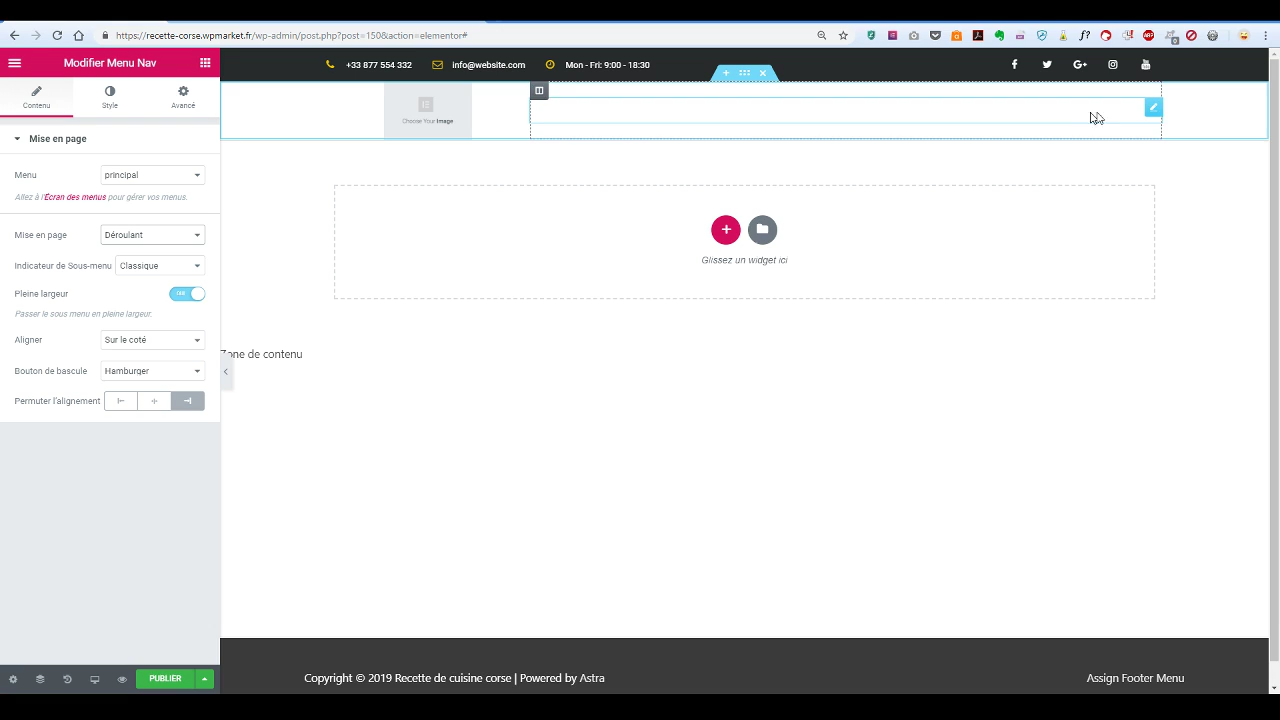 https://recette-corse.wpmarket.fr/wp-admin/post.php?post=150&action=elementor#
Modifier Menu Nav
+33 877 554 332
info@website.com
Mon - Fri: 9:00 - 18:30
Contenu
Style
Avancé
Choose Your Image
Mise en page
Menu
principal
Allez à l'Écran des menus pour gérer vos menus.
Mise en page
Déroulant
Glissez un widget ici
Indicateur de Sous-menu
Classique
Pleine largeur
OUI
Passer le sous menu en pleine largeur.
Aligner
Sur le coté
Zone de contenu
Bouton de bascule
Hamburger
Permuter l'alignement
PUBLIER
Copyright © 2019 Recette de cuisine corse | Powered by Astra
Assign Footer Menu